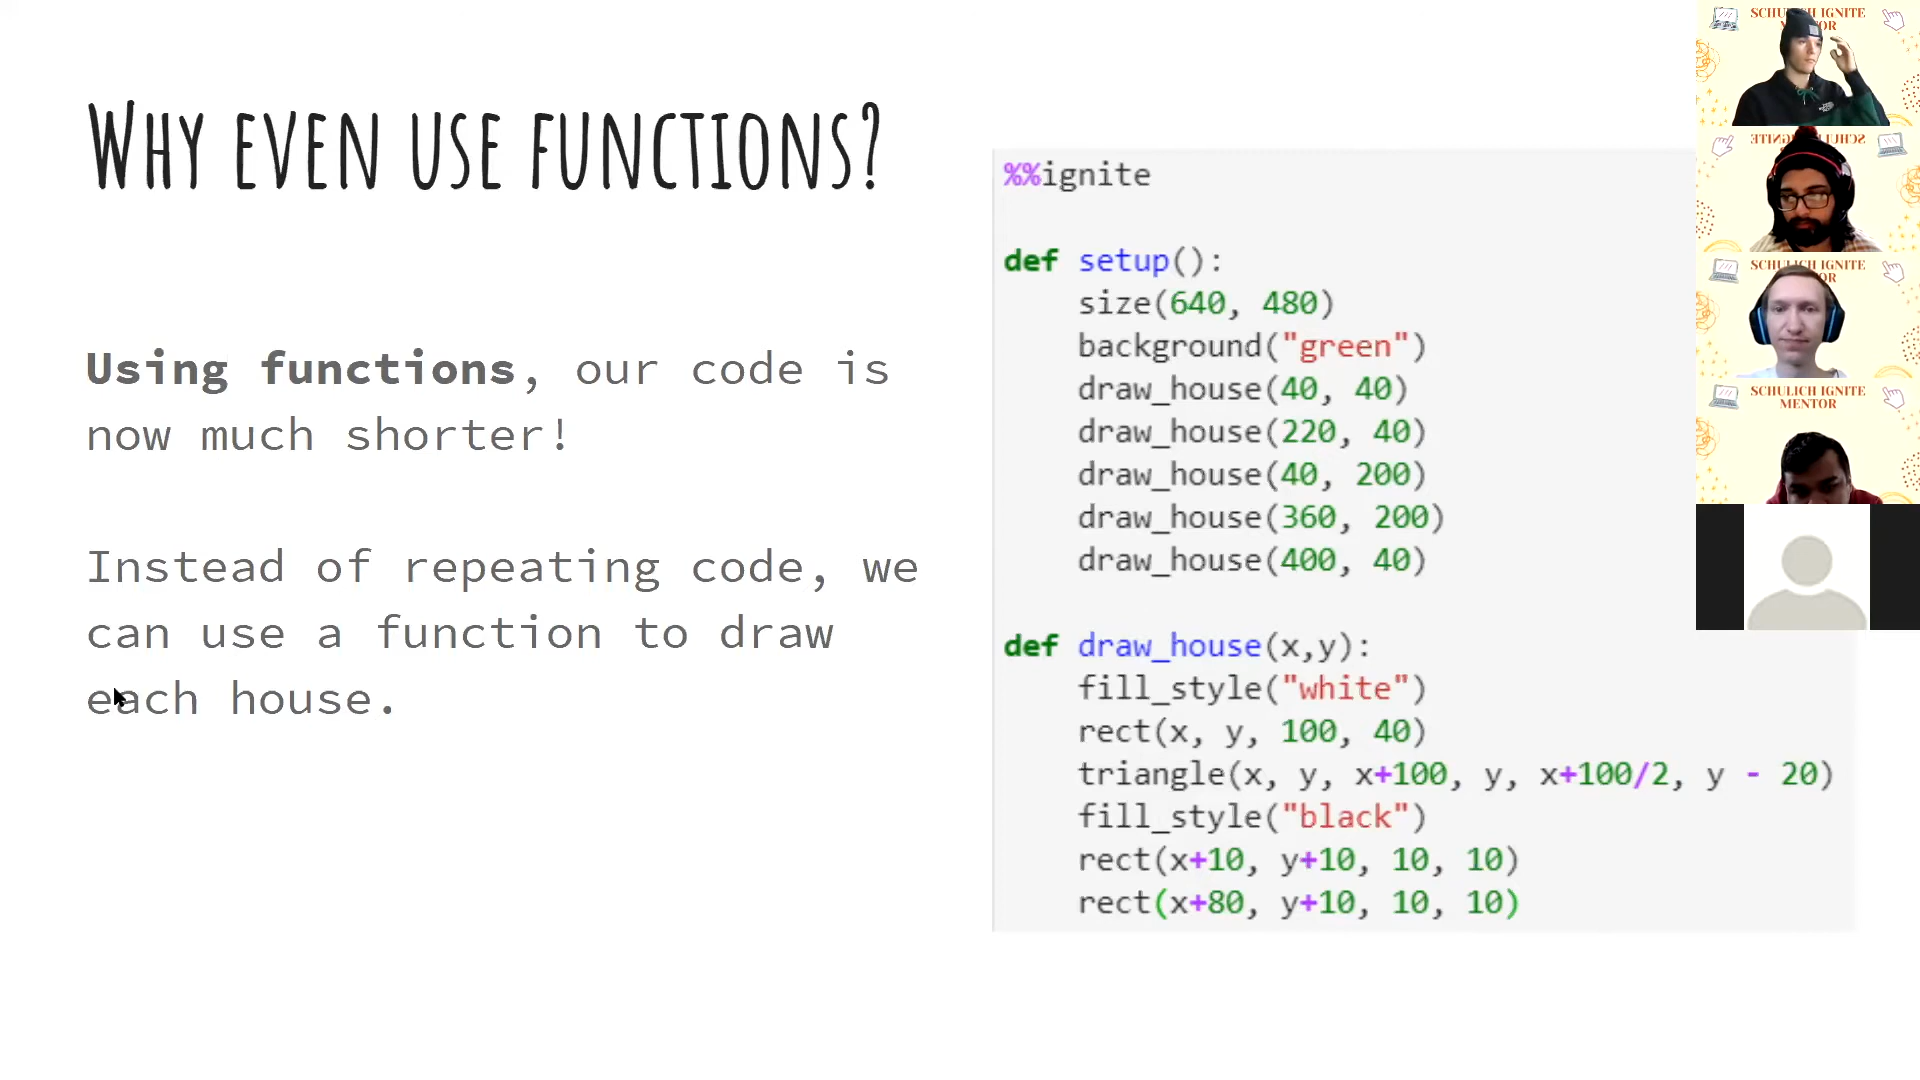 WHY EVEN USE FUNCTIONS?
Using functions, our code is
now much shorter!
Instead of repeating code, we
can use a function to draw
each house.
%%ignite
def setup():
size(640, 480)
background("green")
draw_house(40, 40)
draw_house(220, 40)
draw_house(40, 200)
draw_house(360, 200)
draw_house(400, 40)
def draw_house(x,y):
fill_style("white")
rect(x, y, 100, 40)
triangle(x, y, x+100, y, x+100/2, y - 20)
fill_style("black")
rect(x+10, y+10, 10, 10)
rect(x+80, y+10, 10, 10)
IGNITE
IGNITE
SCHULICH IGNITE
MENTOR